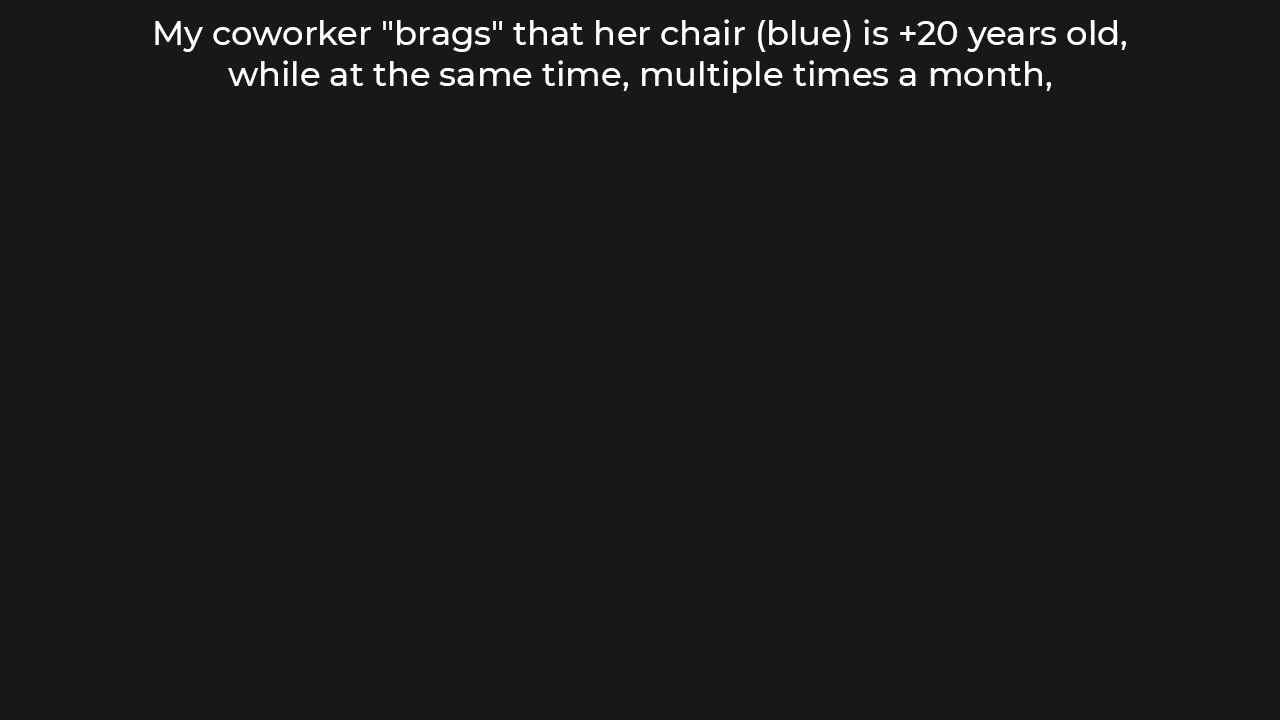 My coworker "brags" that her chair (blue) is +20 years old,
while at the same time, multiple times a month,